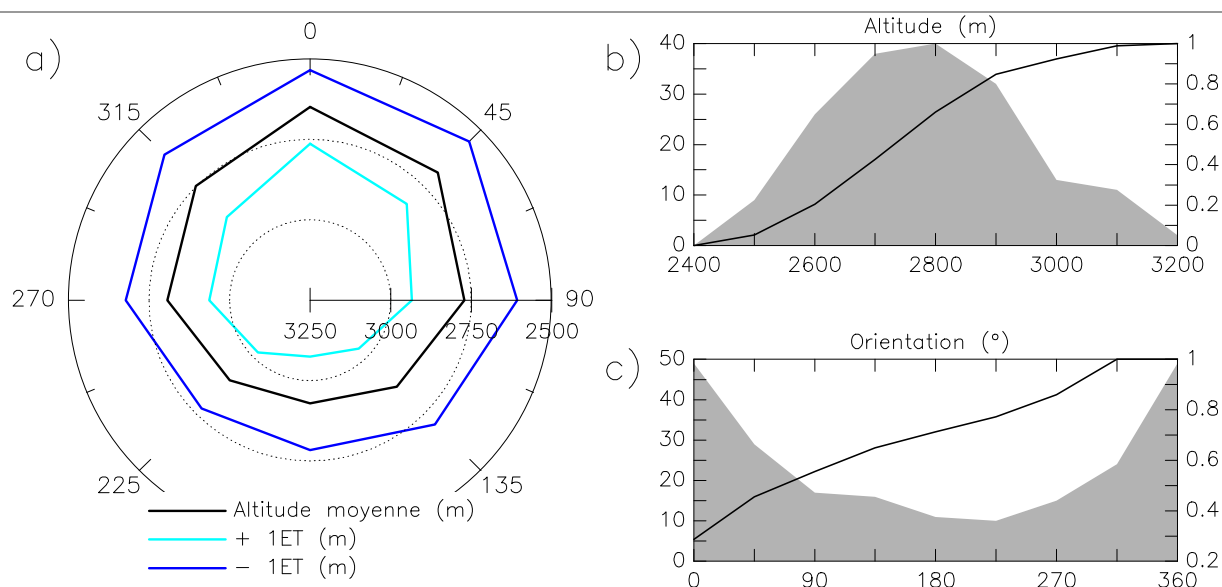 a)
0
45
90
135
225
270
315
3250 3000 2750 2500
Altitude moyenne (m)
+ 1ET (m)
− 1ET (m)
b)
Altitude (m)
40
30
20
10
0
1
0.8
0.6
0.4
0.2
0
2400 2600 2800 3000 3200
c)
Orientation (°)
50
40
30
20
10
0
1
0.8
0.6
0.4
0.2
0 90 180 270 360